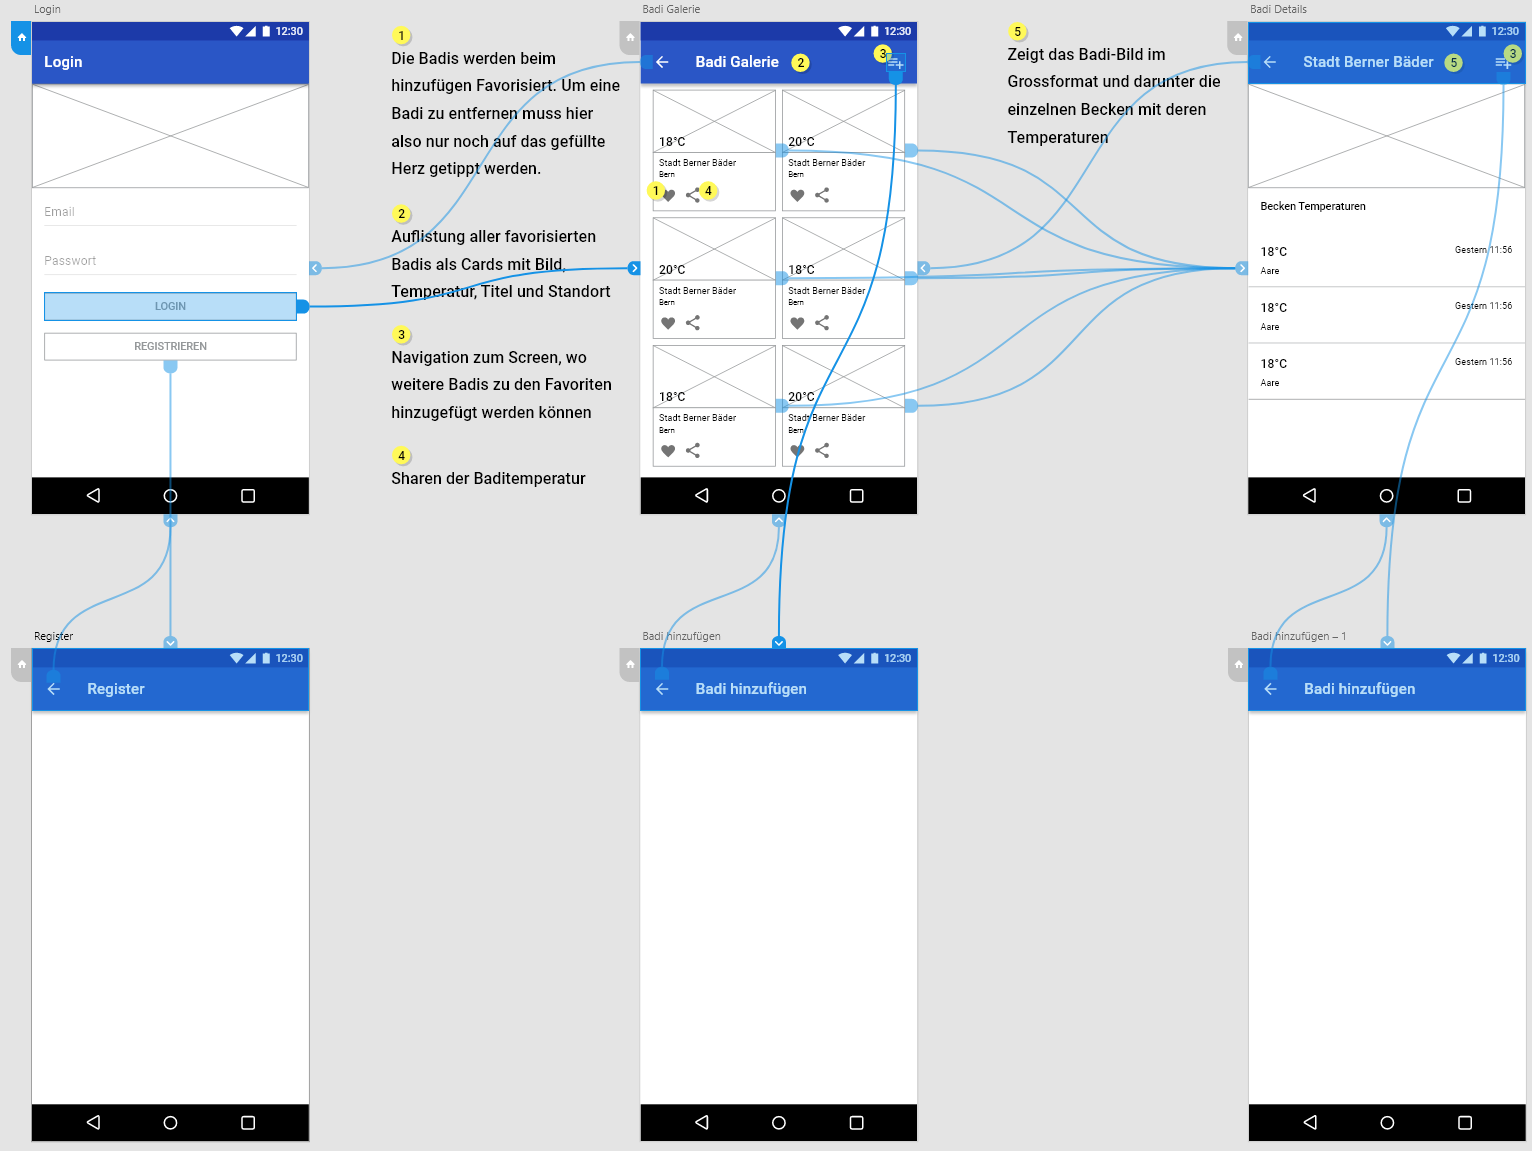 Login
12:30
Login
Email
Passwort
LOGIN
REGISTRIEREN
1
Die Badis werden beim
hinzufügen Favorisiert. Um eine
Badi zu entfernen muss hier
also nur noch auf das gefüllte
Herz getippt werden.
2
Auflistung aller favorisierten
Badis als Cards mit Bild,
Temperatur, Titel und Standort
3
Navigation zum Screen, wo
weitere Badis zu den Favoriten
hinzugefügt werden können
4
Sharen der Baditemperatur
Badi Galerie
12:30
Badi Galerie 2 3
18°C 20°C
Stadt Berner Bäder Stadt Berner Bäder
Bern Bern
1 4
20°C 18°C
Stadt Berner Bäder Stadt Berner Bäder
Bern Bern
18°C 20°C
Stadt Berner Bäder Stadt Berner Bäder
Bern Bern
5
Zeigt das Badi-Bild im
Grossformat und darunter die
einzelnen Becken mit deren
Temperaturen
Badi Details
12:30
Stadt Berner Bäder 5 3
Becken Temperaturen
18°C Gestern 11:56
Aare
18°C Gestern 11:56
Aare
18°C Gestern 11:56
Aare
Register
12:30
Register
Badi hinzufügen
12:30
Badi hinzufügen
Badi hinzufügen – 1
12:30
Badi hinzufügen